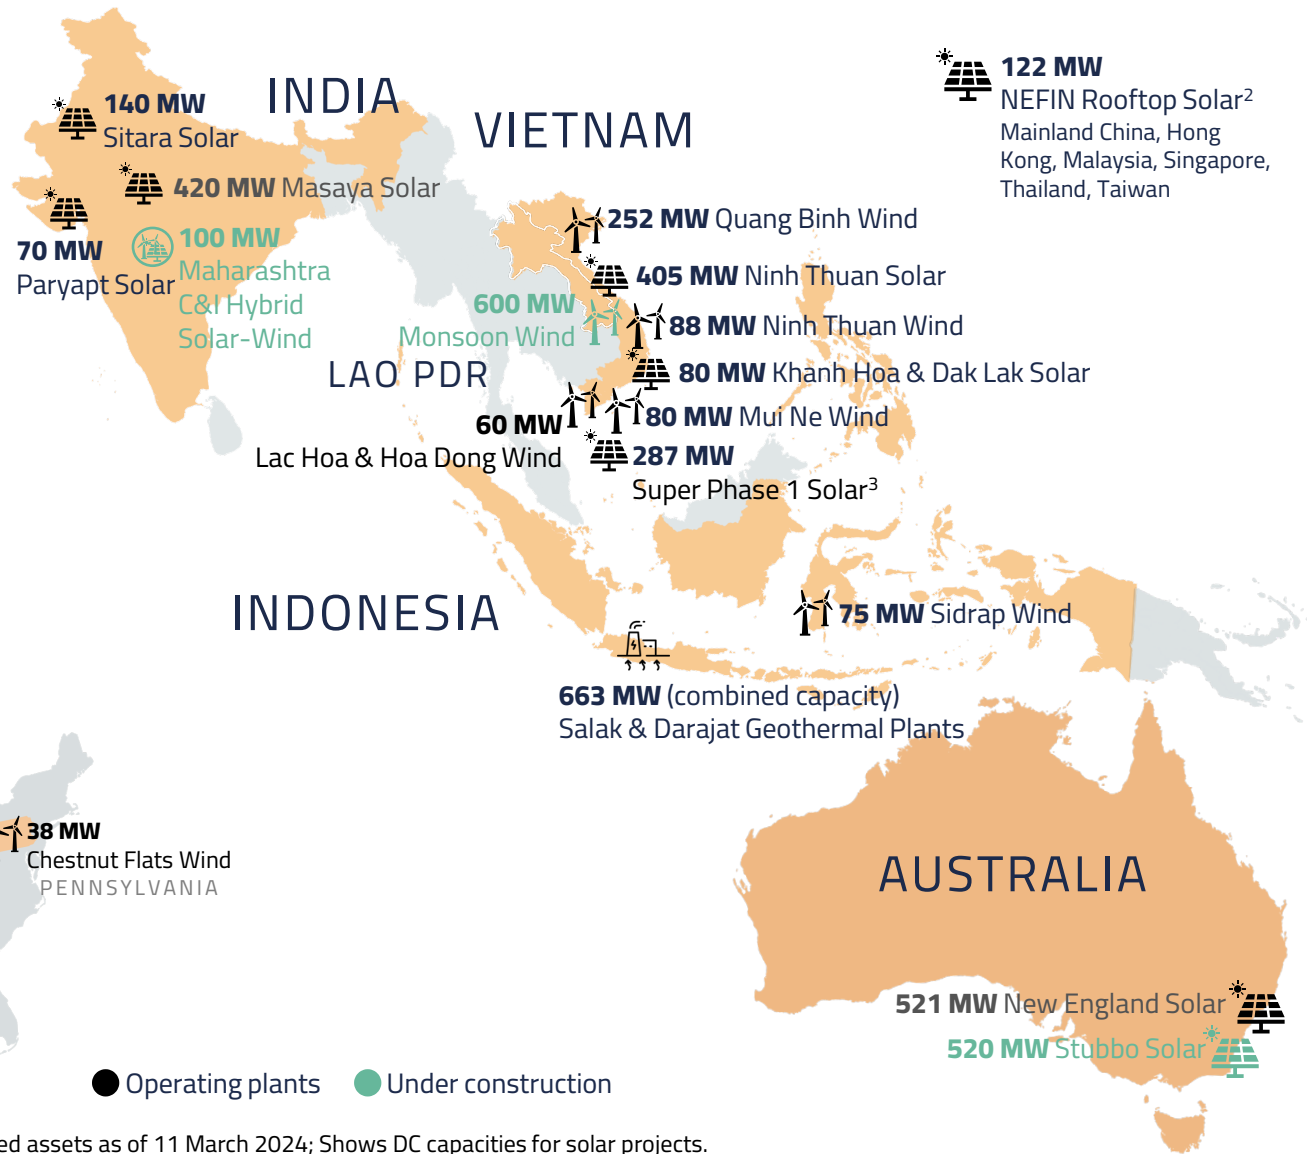 INDIA
140 MW
Sitara Solar
420 MW Masaya Solar
70 MW
Paryapt Solar
100 MW
Maharashtra
C&I Hybrid
Solar-Wind
VIETNAM
122 MW
NEFIN Rooftop Solar²
Mainland China, Hong
Kong, Malaysia, Singapore,
Thailand, Taiwan
252 MW Quang Binh Wind
405 MW Ninh Thuan Solar
600 MW
Monsoon Wind
88 MW Ninh Thuan Wind
LAO PDR
80 MW Khanh Hoa & Dak Lak Solar
60 MW
Lac Hoa & Hoa Dong Wind
80 MW Mui Ne Wind
287 MW
Super Phase 1 Solar³
INDONESIA
75 MW Sidrap Wind
663 MW (combined capacity)
Salak & Darajat Geothermal Plants
38 MW
Chestnut Flats Wind
PENNSYLVANIA
AUSTRALIA
521 MW New England Solar
520 MW Stubbo Solar
Operating plants
Under construction
ed assets as of 11 March 2024; Shows DC capacities for solar projects.